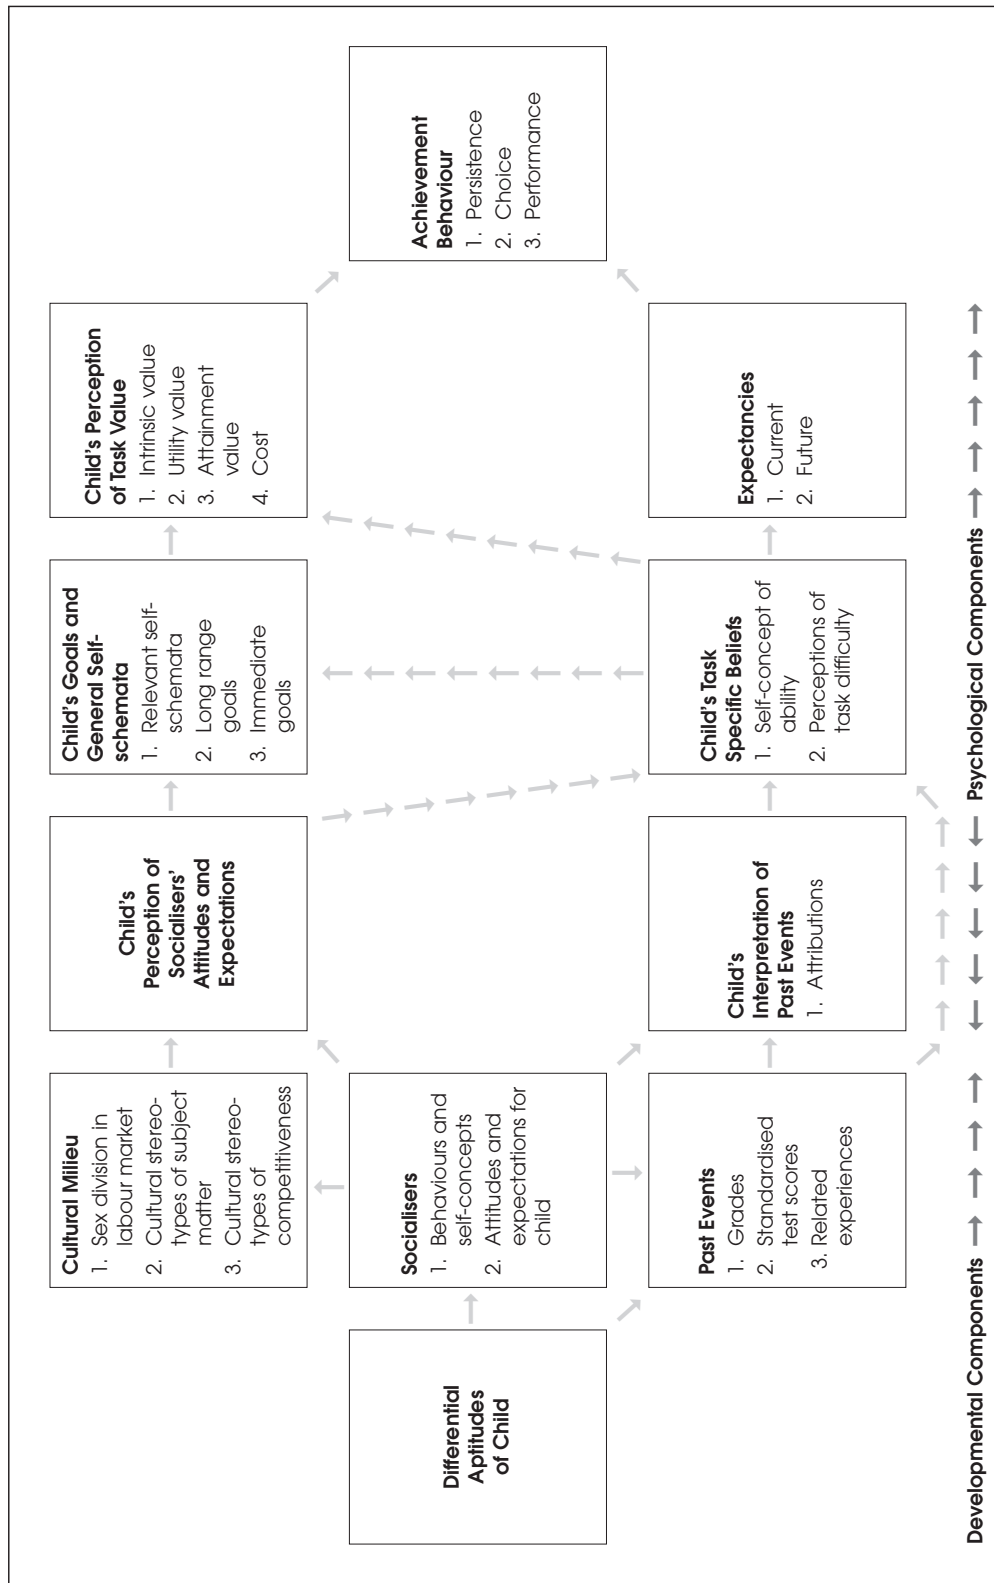 Differential
Aptitudes
of Child
Cultural Milieu
1. Sex division in
labour market
2. Cultural stereo-
types of subject
matter
3. Cultural stereo-
types of
competitiveness
Socialisers
1. Behaviours and
self-concepts
2. Attitudes and
expectations for
child
Past Events
1. Grades
2. Standardised
test scores
3. Related
experiences
Child's
Perception of
Socialisers'
Attitudes and
Expectations
Child's
Interpretation of
Past Events
1. Attributions
Child's Goals and
General Self-
schemata
1. Relevant self-
schemata
2. Long range
goals
3. Immediate
goals
Child's Task
Specific Beliefs
1. Self-concept of
ability
2. Perceptions of
task difficulty
Child's Perception
of Task Value
1. Intrinsic value
2. Utility value
3. Attainment
value
4. Cost
Expectancies
1. Current
2. Future
Achievement
Behaviour
1. Persistence
2. Choice
3. Performance
Developmental Components
Psychological Components